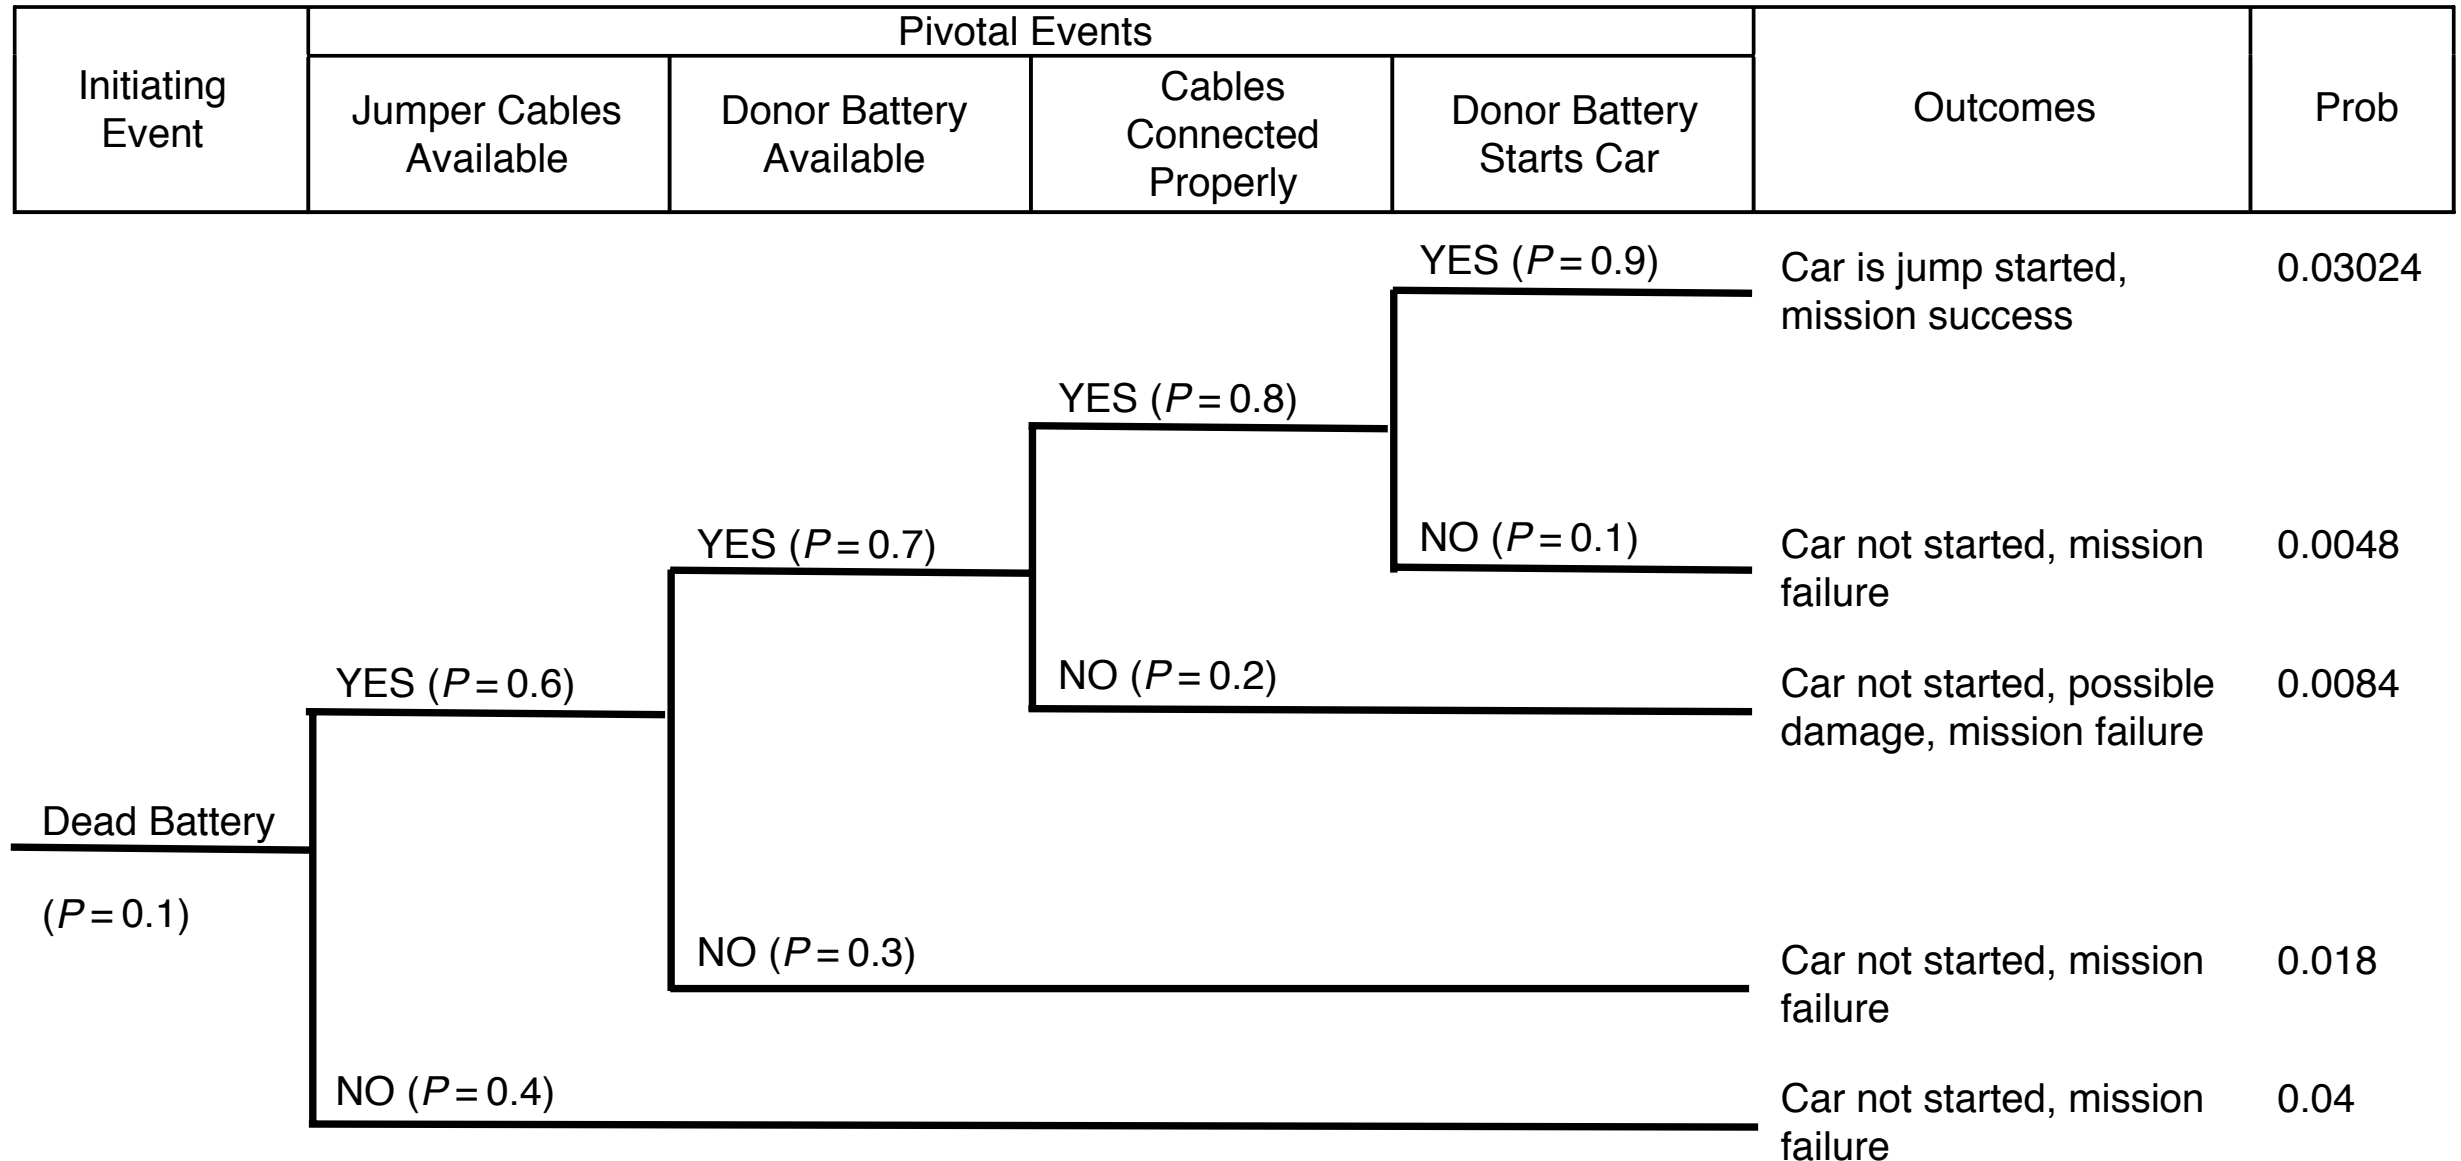 Pivotal Events
Initiating
Event
Jumper Cables
Available
Donor Battery
Available
Cables
Connected
Properly
Donor Battery
Starts Car
Outcomes
Prob
YES (P = 0.9)
Car is jump started,
mission success
0.03024
YES (P = 0.8)
NO (P = 0.1)
Car not started, mission
failure
0.0048
YES (P = 0.7)
NO (P = 0.2)
Car not started, possible
damage, mission failure
0.0084
YES (P = 0.6)
Dead Battery
(P = 0.1)
NO (P = 0.3)
Car not started, mission
failure
0.018
NO (P = 0.4)
Car not started, mission
failure
0.04